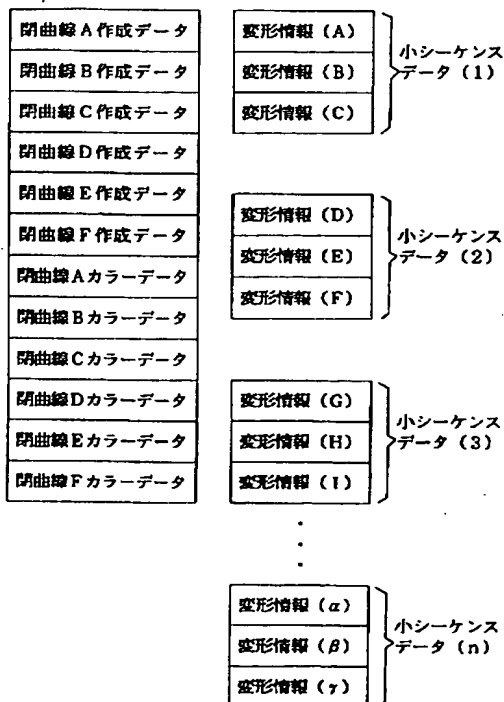 閉曲線A作成データ
閉曲線B作成データ
閉曲線C作成データ
閉曲線D作成データ
閉曲線E作成データ
閉曲線F作成データ
閉曲線Aカラーデータ
閉曲線Bカラーデータ
閉曲線Cカラーデータ
閉曲線Dカラーデータ
閉曲線Eカラーデータ
閉曲線Fカラーデータ
変形情報(A)
変形情報(B)
変形情報(C)
小シーケンス
データ(1)
変形情報(D)
変形情報(E)
変形情報(F)
小シーケンス
データ(2)
変形情報(G)
変形情報(H)
変形情報(I)
小シーケンス
データ(3)
変形情報(α)
変形情報(β)
変形情報(γ)
小シーケンス
データ(n)